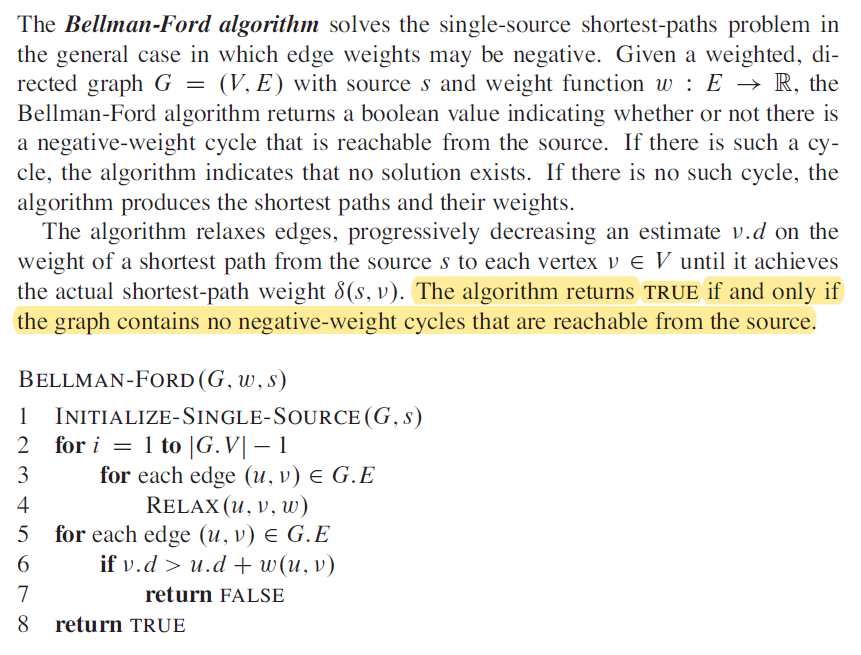 The Bellman-Ford algorithm solves the single-source shortest-paths problem in
the general case in which edge weights may be negative. Given a weighted, di-
rected graph G = (V, E) with source s and weight function w : E → ℝ, the
Bellman-Ford algorithm returns a boolean value indicating whether or not there is
a negative-weight cycle that is reachable from the source. If there is such a cy-
cle, the algorithm indicates that no solution exists. If there is no such cycle, the
algorithm produces the shortest paths and their weights.
The algorithm relaxes edges, progressively decreasing an estimate v.d on the
weight of a shortest path from the source s to each vertex v ∈ V until it achieves
the actual shortest-path weight δ(s, v). The algorithm returns TRUE if and only if
the graph contains no negative-weight cycles that are reachable from the source.
BELLMAN-FORD(G, w, s)
1 INITIALIZE-SINGLE-SOURCE(G, s)
2 for i = 1 to |G.V| − 1
3 for each edge (u, v) ∈ G.E
4 RELAX(u, v, w)
5 for each edge (u, v) ∈ G.E
6 if v.d > u.d + w(u, v)
7 return FALSE
8 return TRUE